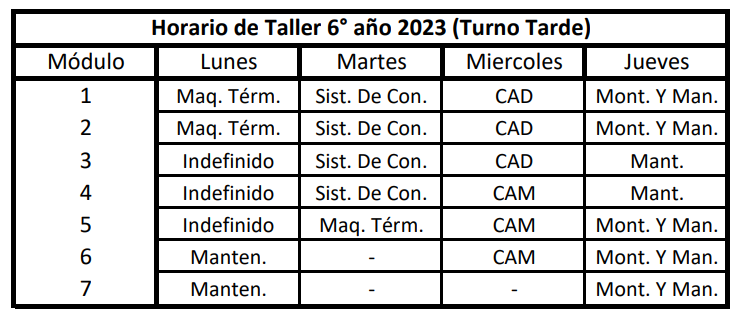 Horario de Taller 6° año 2023 (Turno Tarde)
Módulo Lunes Martes Miercoles Jueves
1 Maq. Térm. Sist. De Con. CAD Mont. Y Man.
2 Maq. Térm. Sist. De Con. CAD Mont. Y Man.
3 Indefinido Sist. De Con. CAD Mant.
4 Indefinido Sist. De Con. CAM Mant.
5 Indefinido Maq. Térm. CAM Mont. Y Man.
6 Manten. - CAM Mont. Y Man.
7 Manten. - - Mont. Y Man.